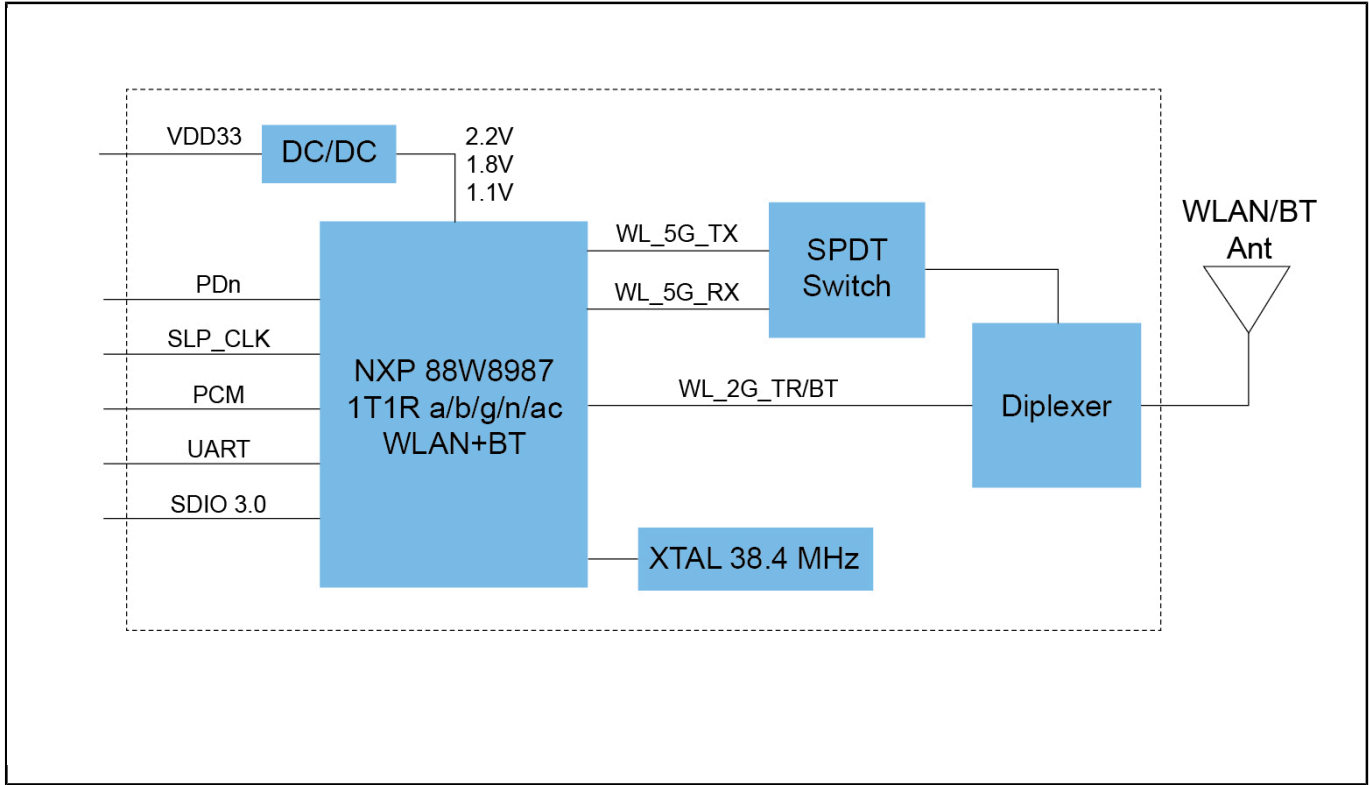 VDD33
DC/DC
2.2V
1.8V
1.1V
WL_5G_TX
WL_5G_RX
SPDT
Switch
WLAN/BT
Ant
PDn
SLP_CLK
PCM
UART
SDIO 3.0
NXP 88W8987
1T1R a/b/g/n/ac
WLAN+BT
WL_2G_TR/BT
Diplexer
XTAL 38.4 MHz